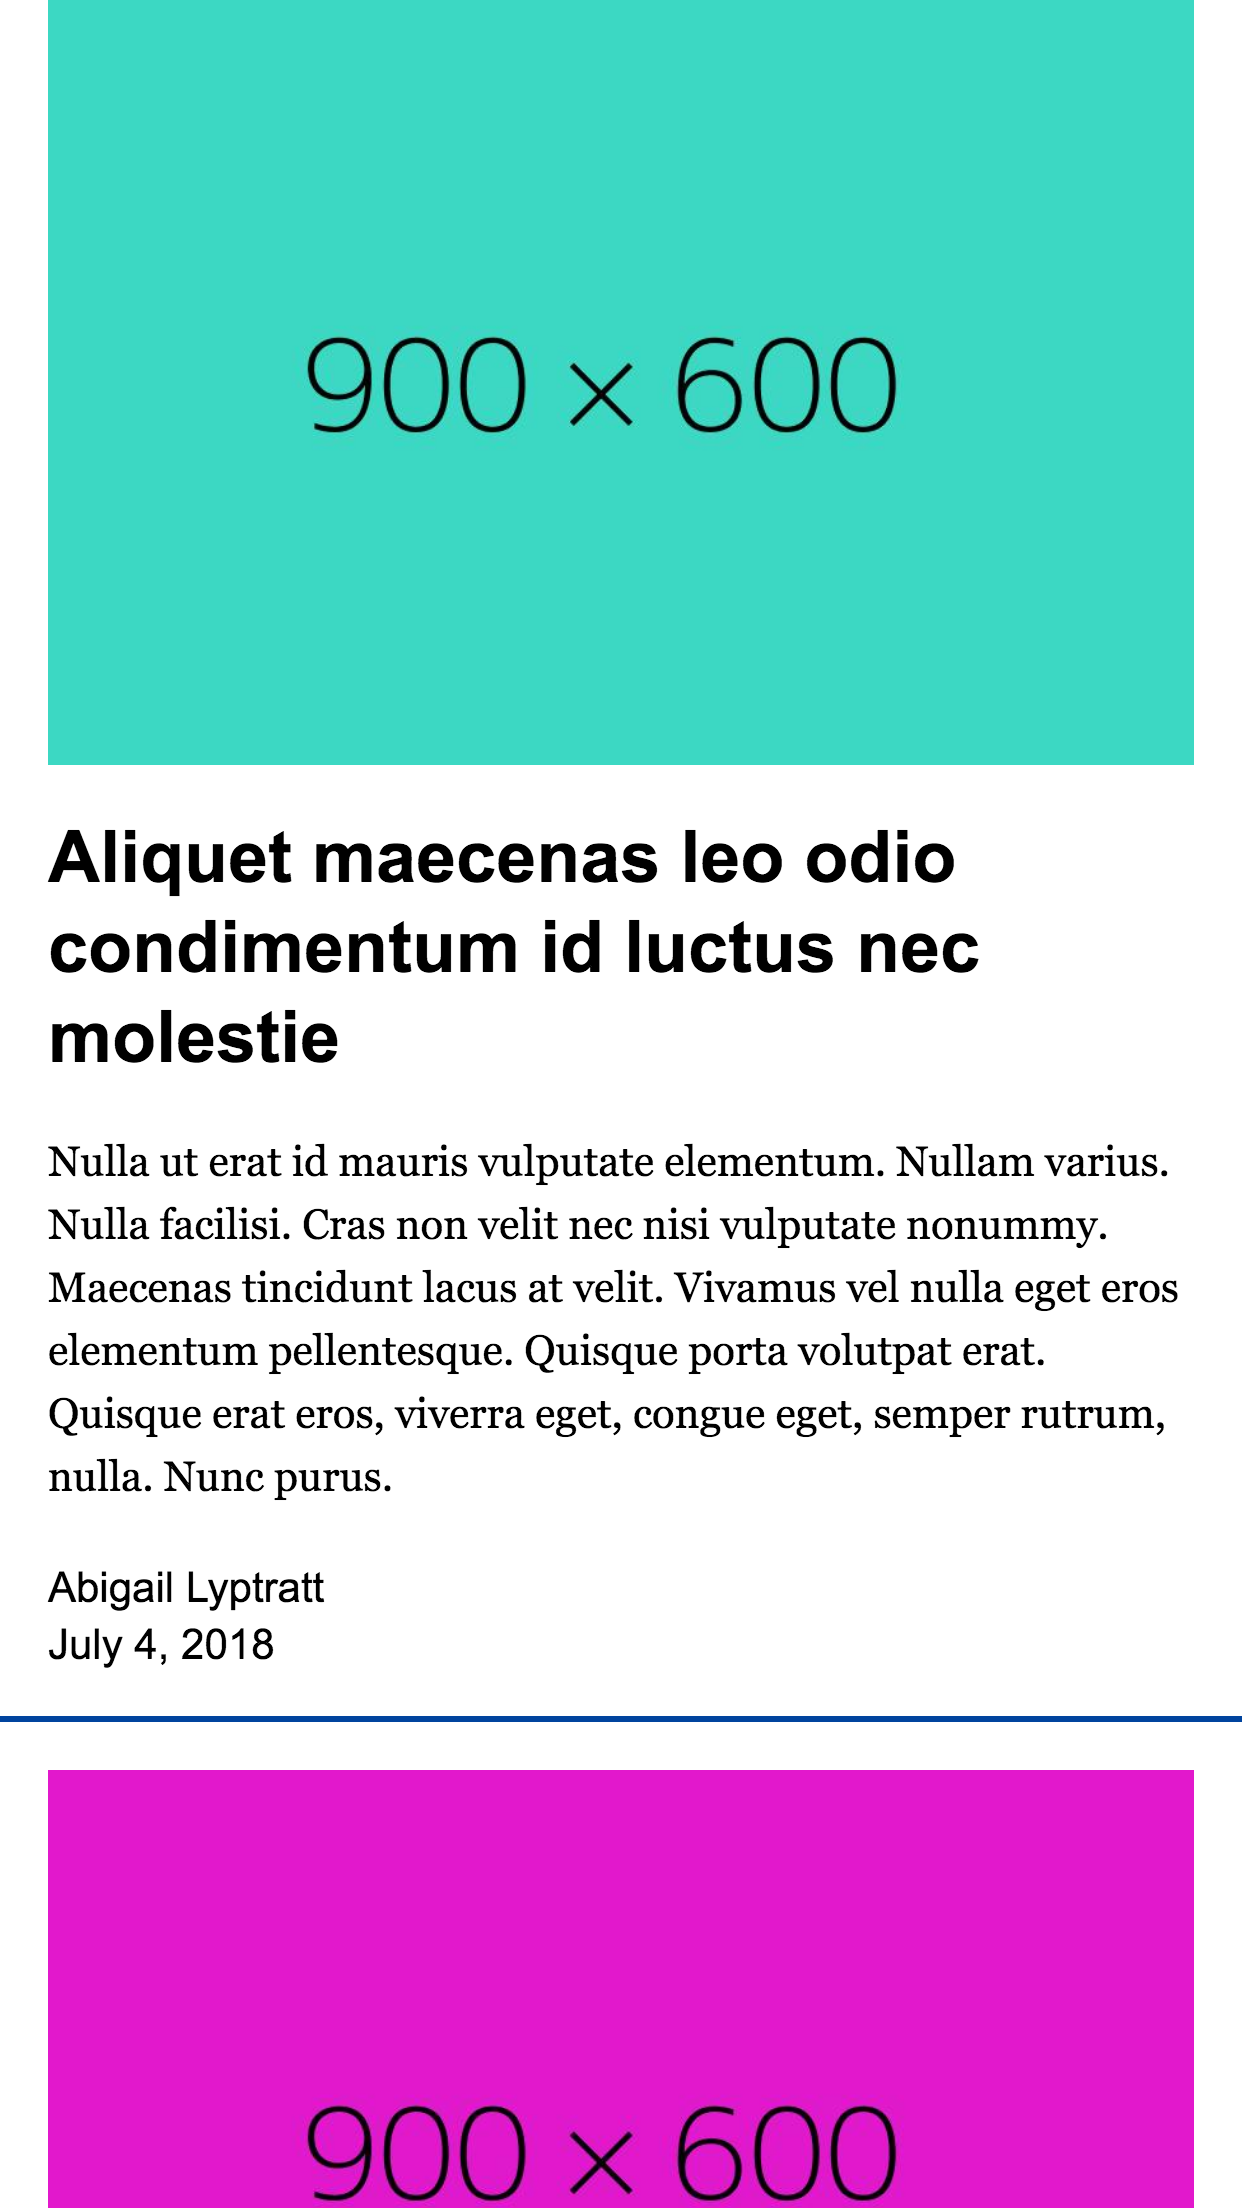 900 × 600
Aliquet maecenas leo odio
condimentum id luctus nec
molestie
Nulla ut erat id mauris vulputate elementum. Nullam varius.
Nulla facilisi. Cras non velit nec nisi vulputate nonummy.
Maecenas tincidunt lacus at velit. Vivamus vel nulla eget eros
elementum pellentesque. Quisque porta volutpat erat.
Quisque erat eros, viverra eget, congue eget, semper rutrum,
nulla. Nunc purus.
Abigail Lyptratt
July 4, 2018
900 × 600